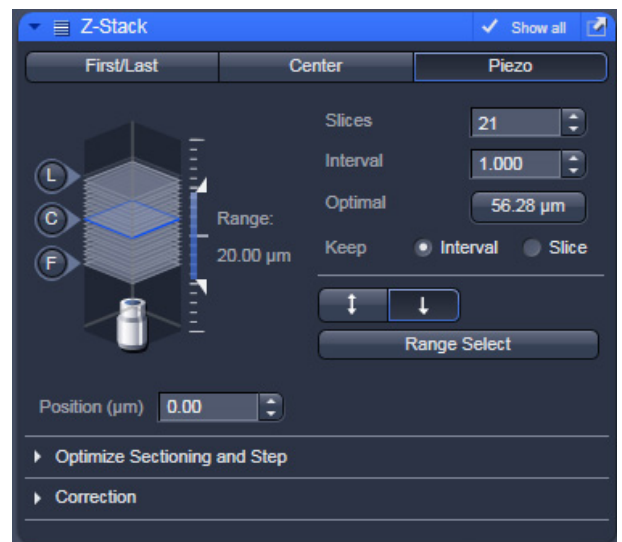 Z-Stack Show all
First/Last Center Piezo
Slices 21
Interval 1.000
Optimal 56.28 µm
Keep Interval Slice
L
C
F
Range:
20.00 µm
Range Select
Position (µm) 0.00
Optimize Sectioning and Step
Correction